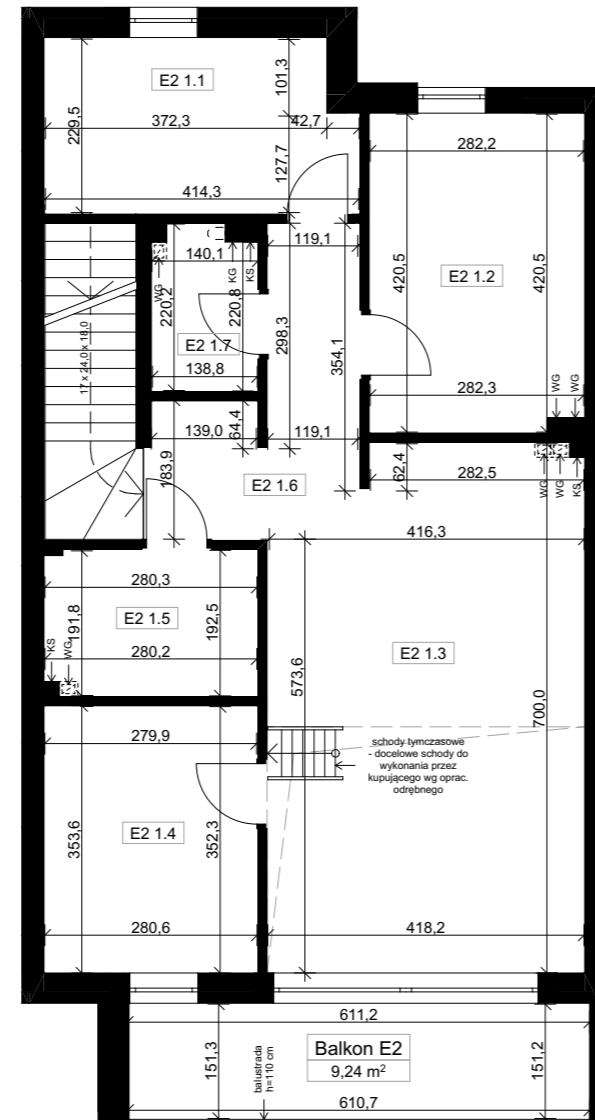 E2 1.1
229,5
101,3
372,3
42,7
127,7
414,3
282,2
119,1
140,1
WG
KG
KS
220,2
220,8
E2 1.2
420,5
420,5
17 x 24,0 x 18,0
298,3
354,1
E2 1.7
138,8
282,3
WG
WG
139,0
64,4
119,1
183,9
62,4
282,5
WG
WG
KS
E2 1.6
416,3
280,3
191,8
E2 1.5
192,5
KS
WG
280,2
E2 1.3
573,6
700,0
279,9
schody tymczasowe
- docelowe schody do
wykonania przez
kupującego wg oprac.
odrębnego
353,6
E2 1.4
352,3
280,6
418,2
611,2
151,3
balustrada
h=110 cm
Balkon E2
9,24 m²
151,2
610,7